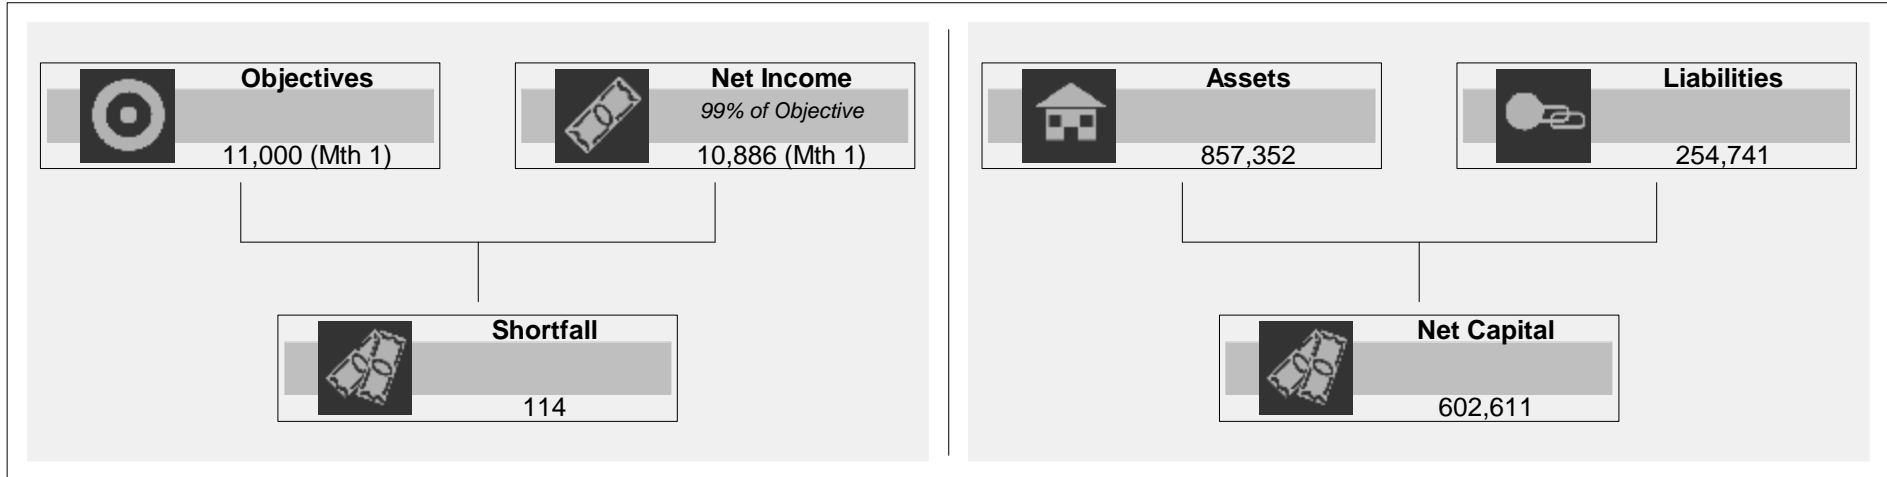 Objectives
11,000 (Mth 1)
Net Income
99% of Objective
10,886 (Mth 1)
Shortfall
114
Assets
857,352
Liabilities
254,741
Net Capital
602,611